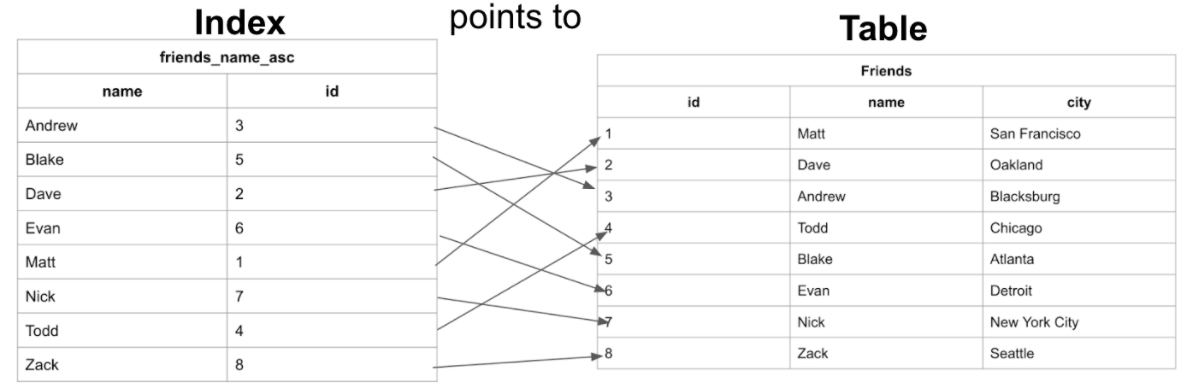 Index
points to
Table
friends_name_asc
name id
Andrew 3
Blake 5
Dave 2
Evan 6
Matt 1
Nick 7
Todd 4
Zack 8
Friends
id name city
1 Matt San Francisco
2 Dave Oakland
3 Andrew Blacksburg
4 Todd Chicago
5 Blake Atlanta
6 Evan Detroit
7 Nick New York City
8 Zack Seattle